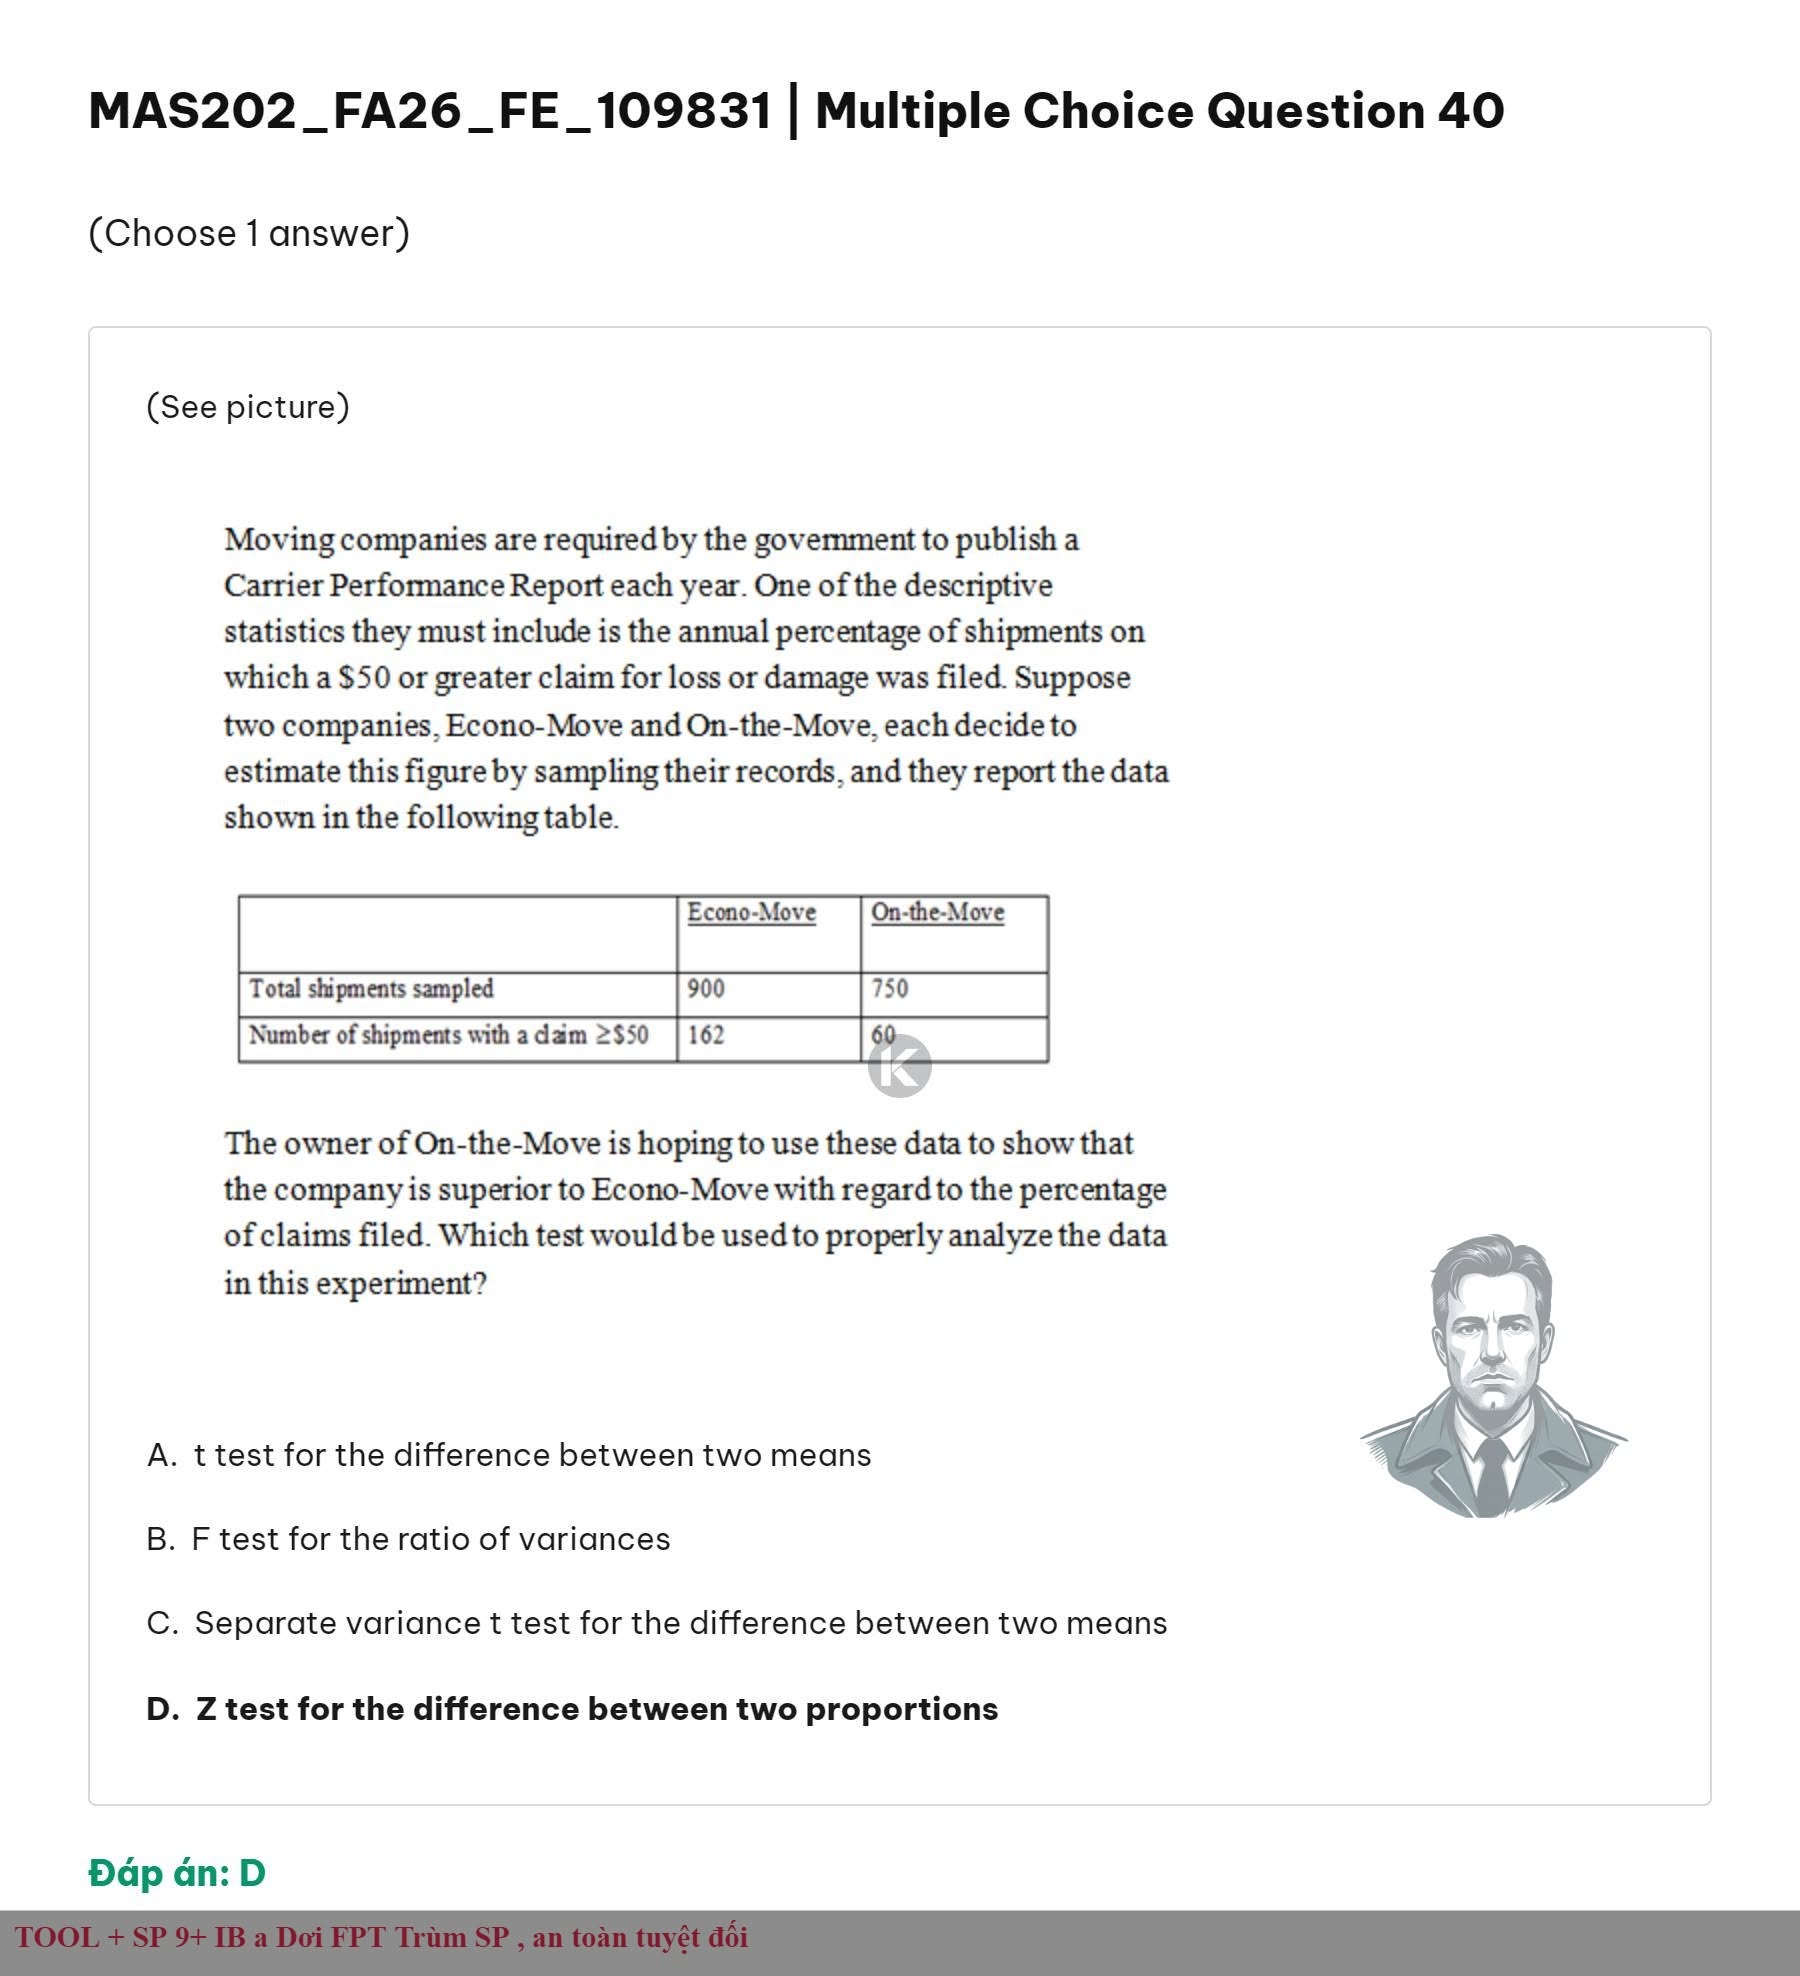 MAS202_FA26_FE_109831 | Multiple Choice Question 40
(Choose 1 answer)
(See picture)
Moving companies are required by the government to publish a
Carrier Performance Report each year. One of the descriptive
statistics they must include is the annual percentage of shipments on
which a $50 or greater claim for loss or damage was filed. Suppose
two companies, Econo-Move and On-the-Move, each decide to
estimate this figure by sampling their records, and they report the data
shown in the following table.
Econo-Move On-the-Move
Total shipments sampled 900 750
Number of shipments with a claim ≥$50 162 60
K
The owner of On-the-Move is hoping to use these data to show that
the company is superior to Econo-Move with regard to the percentage
of claims filed. Which test would be used to properly analyze the data
in this experiment?
A. t test for the difference between two means
B. F test for the ratio of variances
C. Separate variance t test for the difference between two means
D. Z test for the difference between two proportions
Đáp án: D
TOOL + SP 9+ IB a Dơi FPT Trùm SP , an toàn tuyệt đối